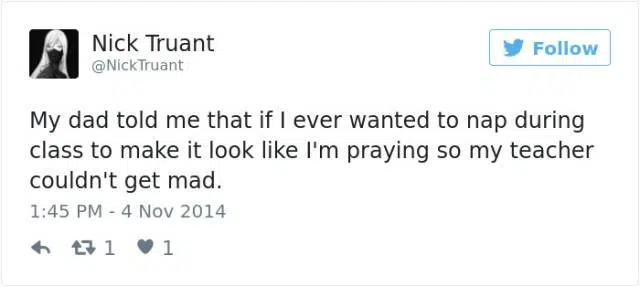 Nick Truant
@NickTruant
Follow
My dad told me that if I ever wanted to nap during
class to make it look like I'm praying so my teacher
couldn't get mad.
1:45 PM - 4 Nov 2014
1 1